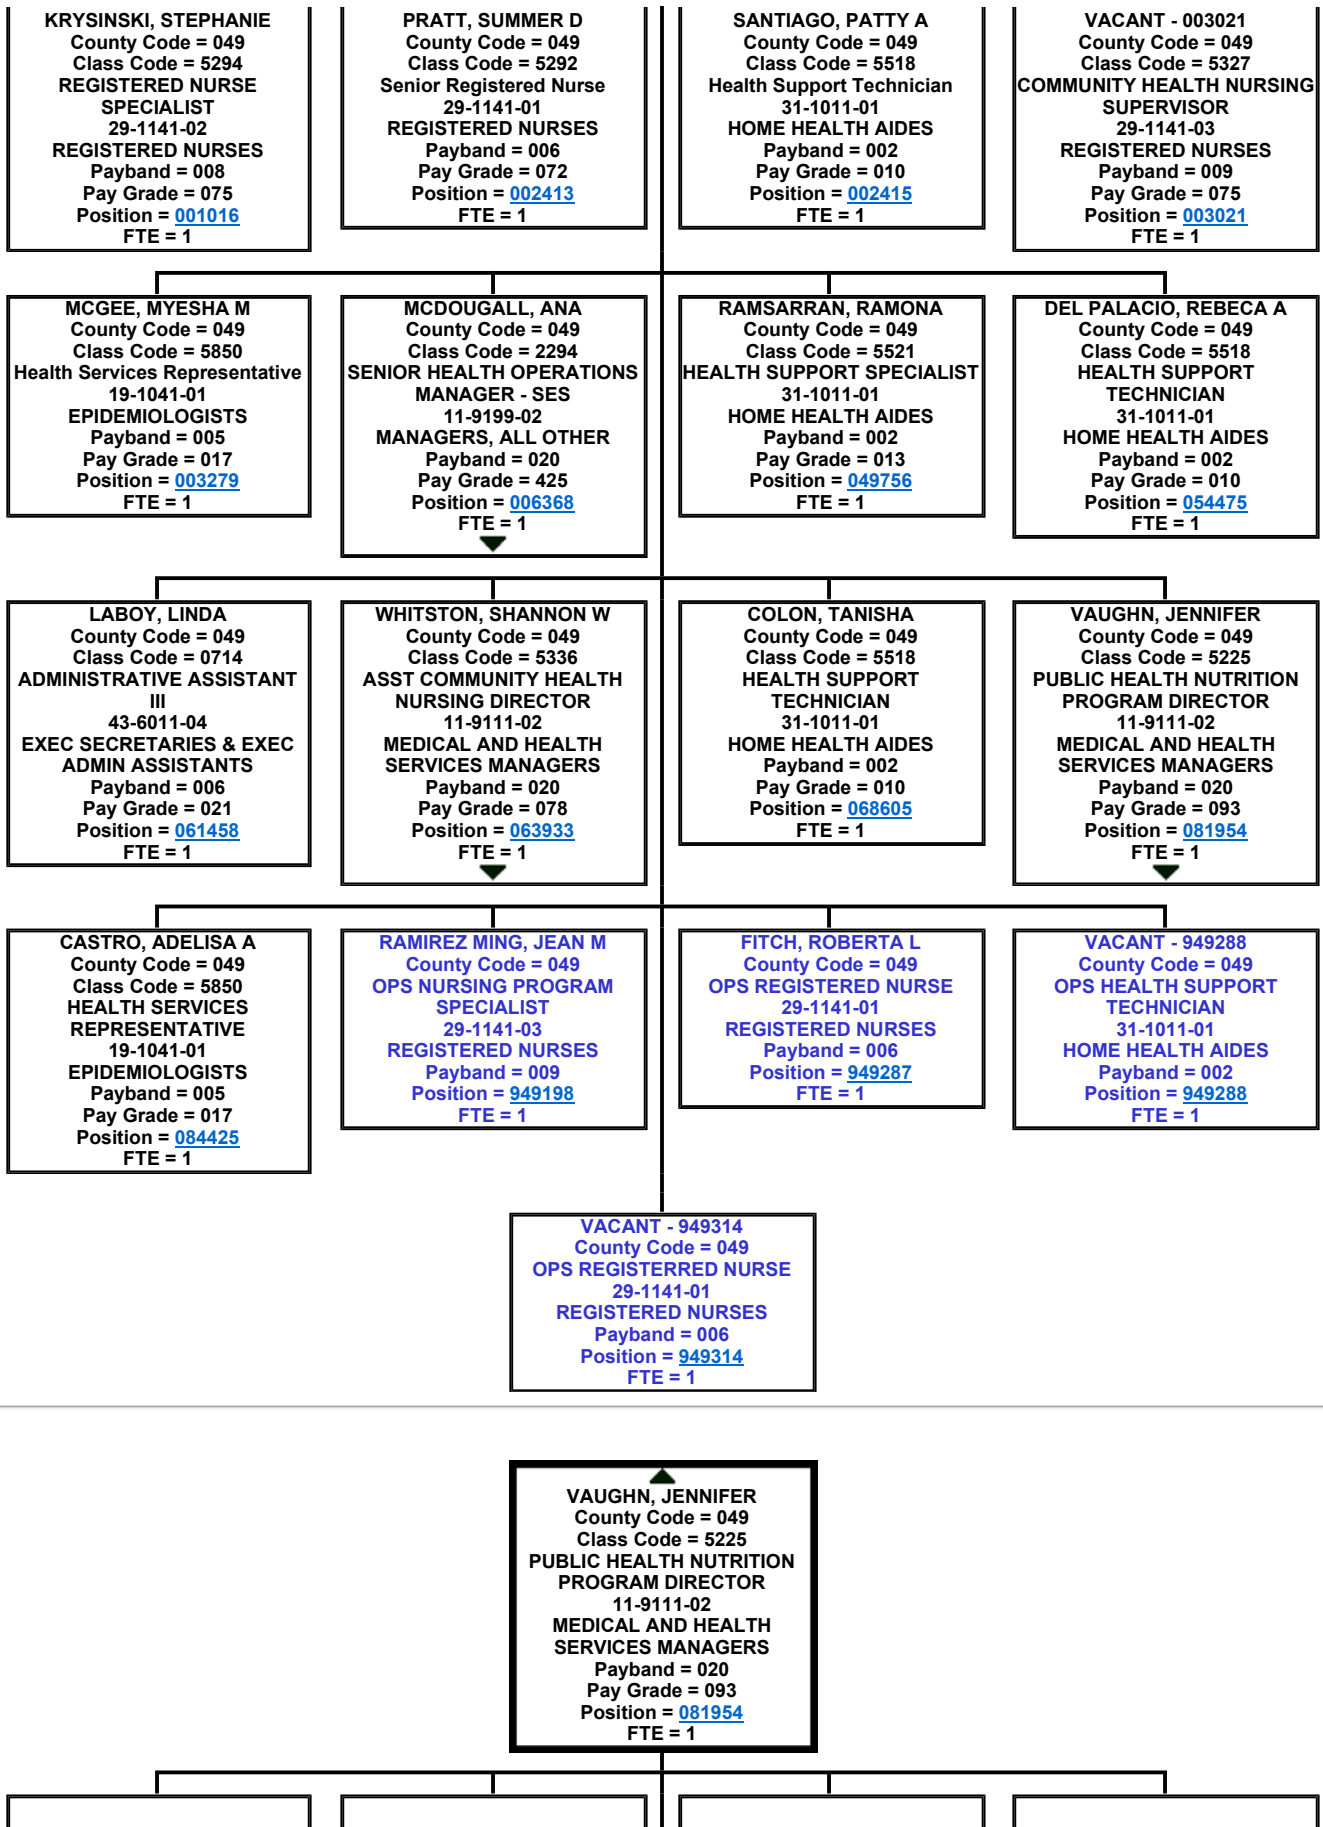 KRYSINSKI, STEPHANIE
County Code = 049
Class Code = 5294
REGISTERED NURSE
SPECIALIST
29-1141-02
REGISTERED NURSES
Payband = 008
Pay Grade = 075
Position = 001016
FTE = 1
PRATT, SUMMER D
County Code = 049
Class Code = 5292
Senior Registered Nurse
29-1141-01
REGISTERED NURSES
Payband = 006
Pay Grade = 072
Position = 002413
FTE = 1
SANTIAGO, PATTY A
County Code = 049
Class Code = 5518
Health Support Technician
31-1011-01
HOME HEALTH AIDES
Payband = 002
Pay Grade = 010
Position = 002415
FTE = 1
VACANT - 003021
County Code = 049
Class Code = 5327
COMMUNITY HEALTH NURSING
SUPERVISOR
29-1141-03
REGISTERED NURSES
Payband = 009
Pay Grade = 075
Position = 003021
FTE = 1
MCGEE, MYESHA M
County Code = 049
Class Code = 5850
Health Services Representative
19-1041-01
EPIDEMIOLOGISTS
Payband = 005
Pay Grade = 017
Position = 003279
FTE = 1
MCDOUGALL, ANA
County Code = 049
Class Code = 2294
SENIOR HEALTH OPERATIONS
MANAGER - SES
11-9199-02
MANAGERS, ALL OTHER
Payband = 020
Pay Grade = 425
Position = 006368
FTE = 1
RAMSARRAN, RAMONA
County Code = 049
Class Code = 5521
HEALTH SUPPORT SPECIALIST
31-1011-01
HOME HEALTH AIDES
Payband = 002
Pay Grade = 013
Position = 049756
FTE = 1
DEL PALACIO, REBECA A
County Code = 049
Class Code = 5518
HEALTH SUPPORT
TECHNICIAN
31-1011-01
HOME HEALTH AIDES
Payband = 002
Pay Grade = 010
Position = 054475
FTE = 1
LABOY, LINDA
County Code = 049
Class Code = 0714
ADMINISTRATIVE ASSISTANT
III
43-6011-04
EXEC SECRETARIES & EXEC
ADMIN ASSISTANTS
Payband = 006
Pay Grade = 021
Position = 061458
FTE = 1
WHITSTON, SHANNON W
County Code = 049
Class Code = 5336
ASST COMMUNITY HEALTH
NURSING DIRECTOR
11-9111-02
MEDICAL AND HEALTH
SERVICES MANAGERS
Payband = 020
Pay Grade = 078
Position = 063933
FTE = 1
COLON, TANISHA
County Code = 049
Class Code = 5518
HEALTH SUPPORT
TECHNICIAN
31-1011-01
HOME HEALTH AIDES
Payband = 002
Pay Grade = 010
Position = 068605
FTE = 1
VAUGHN, JENNIFER
County Code = 049
Class Code = 5225
PUBLIC HEALTH NUTRITION
PROGRAM DIRECTOR
11-9111-02
MEDICAL AND HEALTH
SERVICES MANAGERS
Payband = 020
Pay Grade = 093
Position = 081954
FTE = 1
CASTRO, ADELISA A
County Code = 049
Class Code = 5850
HEALTH SERVICES
REPRESENTATIVE
19-1041-01
EPIDEMIOLOGISTS
Payband = 005
Pay Grade = 017
Position = 084425
FTE = 1
RAMIREZ MING, JEAN M
County Code = 049
OPS NURSING PROGRAM
SPECIALIST
29-1141-03
REGISTERED NURSES
Payband = 009
Position = 949198
FTE = 1
FITCH, ROBERTA L
County Code = 049
OPS REGISTERED NURSE
29-1141-01
REGISTERED NURSES
Payband = 006
Position = 949287
FTE = 1
VACANT - 949288
County Code = 049
OPS HEALTH SUPPORT
TECHNICIAN
31-1011-01
HOME HEALTH AIDES
Payband = 002
Position = 949288
FTE = 1
VACANT - 949314
County Code = 049
OPS REGISTERRED NURSE
29-1141-01
REGISTERED NURSES
Payband = 006
Position = 949314
FTE = 1
VAUGHN, JENNIFER
County Code = 049
Class Code = 5225
PUBLIC HEALTH NUTRITION
PROGRAM DIRECTOR
11-9111-02
MEDICAL AND HEALTH
SERVICES MANAGERS
Payband = 020
Pay Grade = 093
Position = 081954
FTE = 1